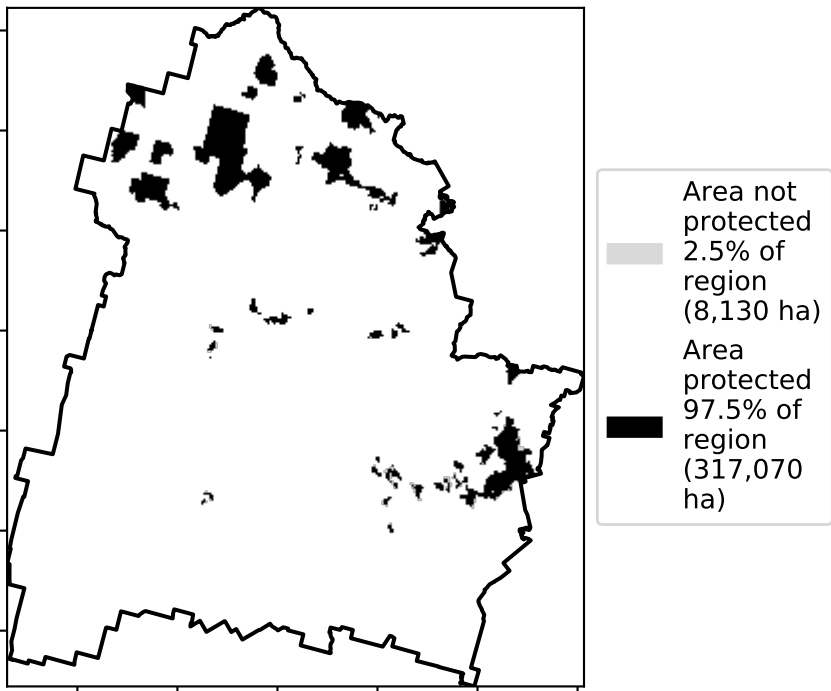 Area not
protected
2.5% of
region
(8,130 ha)
Area
protected
97.5% of
region
(317,070
ha)